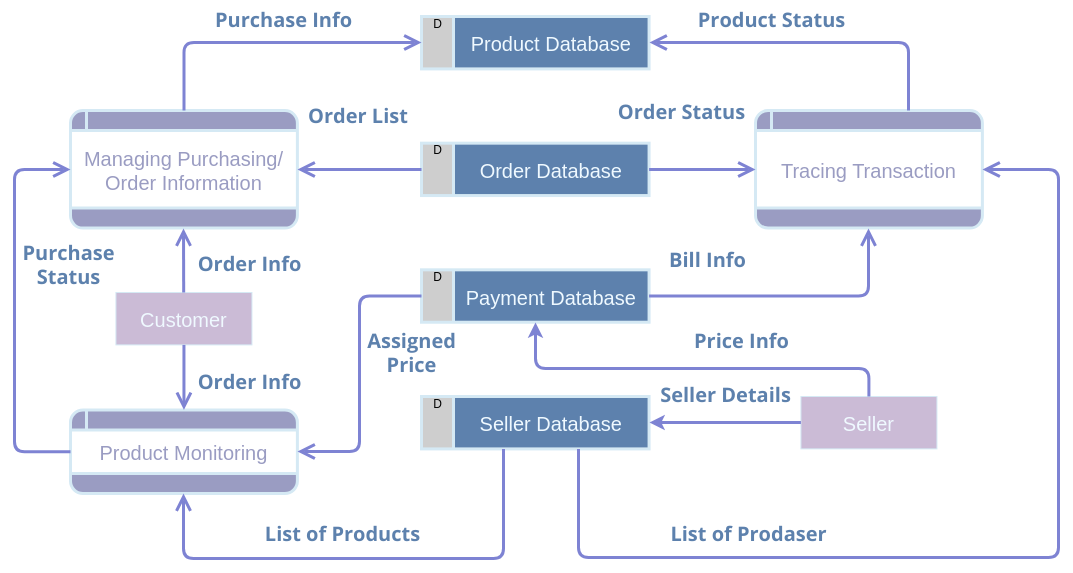 Purchase Info
D
Product Database
Product Status
Order List
Order Status
Managing Purchasing/
Order Information
D
Order Database
Tracing Transaction
Purchase
Status
Order Info
Bill Info
D
Payment Database
Customer
Assigned
Price
Price Info
Order Info
Seller Details
D
Seller Database
Seller
Product Monitoring
List of Products
List of Prodaser